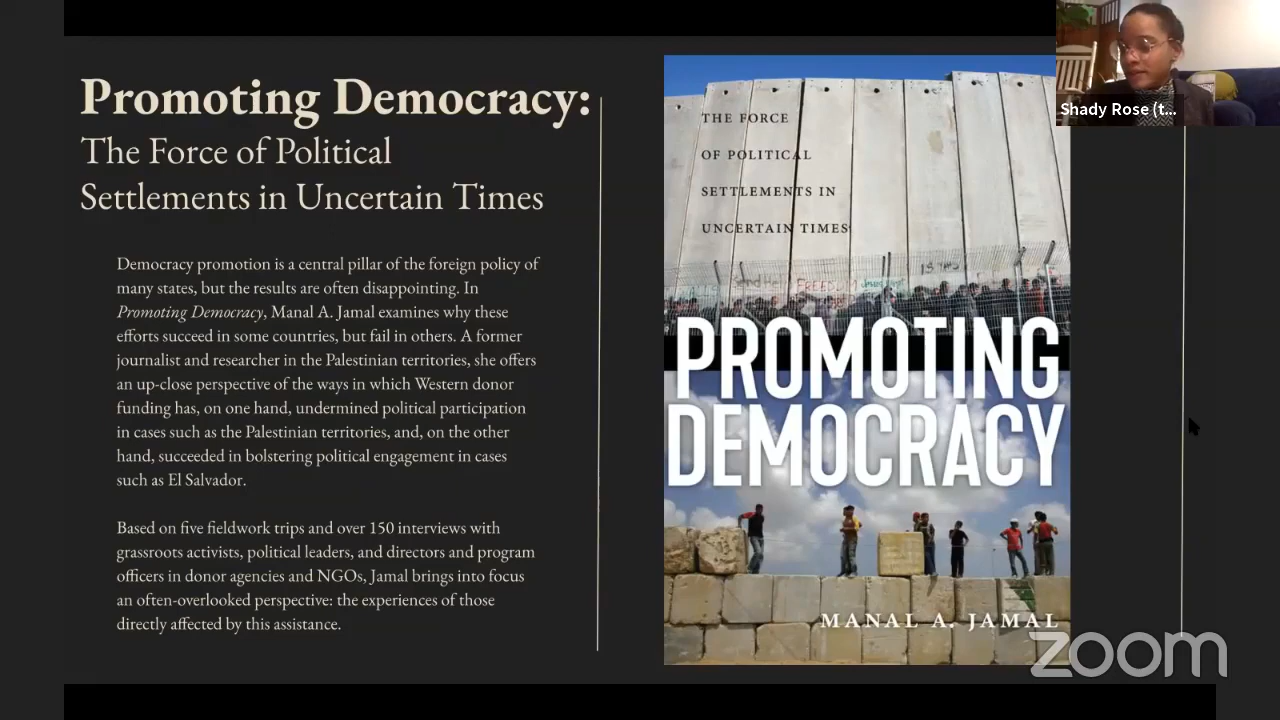 Promoting Democracy:
The Force of Political
Settlements in Uncertain Times
Democracy promotion is a central pillar of the foreign policy of
many states, but the results are often disappointing. In
Promoting Democracy, Manal A. Jamal examines why these
efforts succeed in some countries, but fail in others. A former
journalist and researcher in the Palestinian territories, she offers
an up-close perspective of the ways in which Western donor
funding has, on one hand, undermined political participation
in cases such as the Palestinian territories, and, on the other
hand, succeeded in bolstering political engagement in cases
such as El Salvador.
Based on five fieldwork trips and over 150 interviews with
grassroots activists, political leaders, and directors and program
officers in donor agencies and NGOs, Jamal brings into focus
an often-overlooked perspective: the experiences of those
directly affected by this assistance.
THE FORCE
OF POLITICAL
SETTLEMENTS IN
UNCERTAIN TIMES
FREEDOM
PROMOTING
DEMOCRACY
MANAL A. JAMAL
Shady Rose (t...
zoom